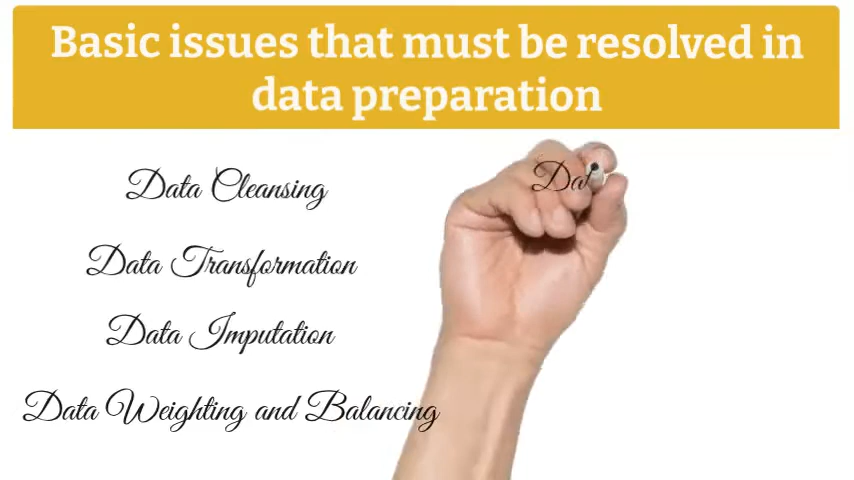 Basic issues that must be resolved in
data preparation
Data Cleansing
Data Transformation
Data Imputation
Data Weighting and Balancing